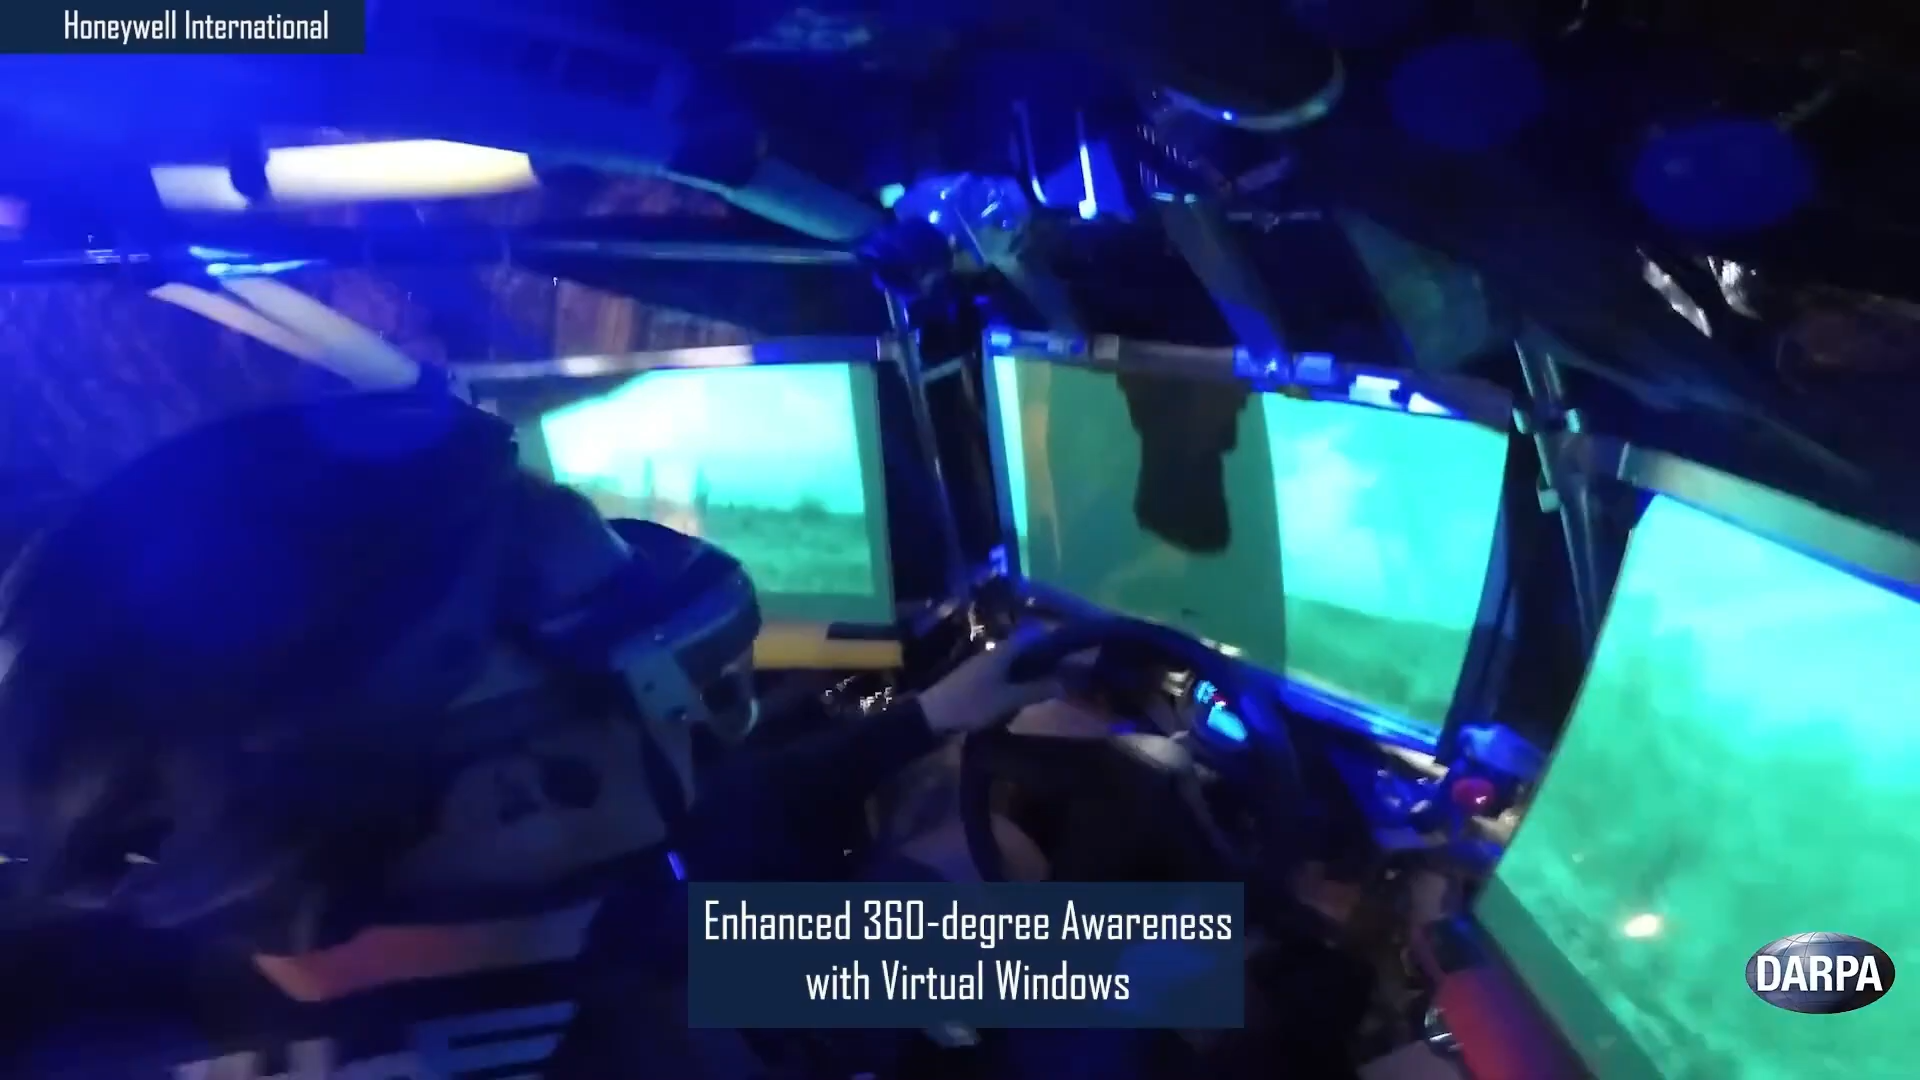 Honeywell International
Enhanced 360-degree Awareness
with Virtual Windows
DARPA